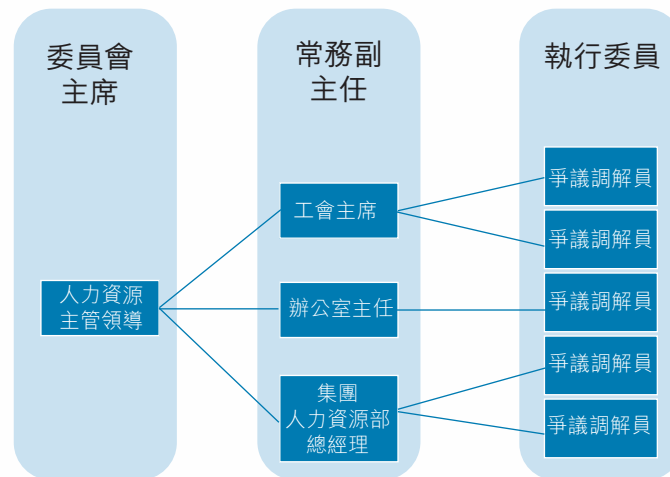 委員會
主席
常務副
主任
執行委員
人力資源
主管領導
工會主席
辦公室主任
集團
人力資源部
總經理
爭議調解員
爭議調解員
爭議調解員
爭議調解員
爭議調解員